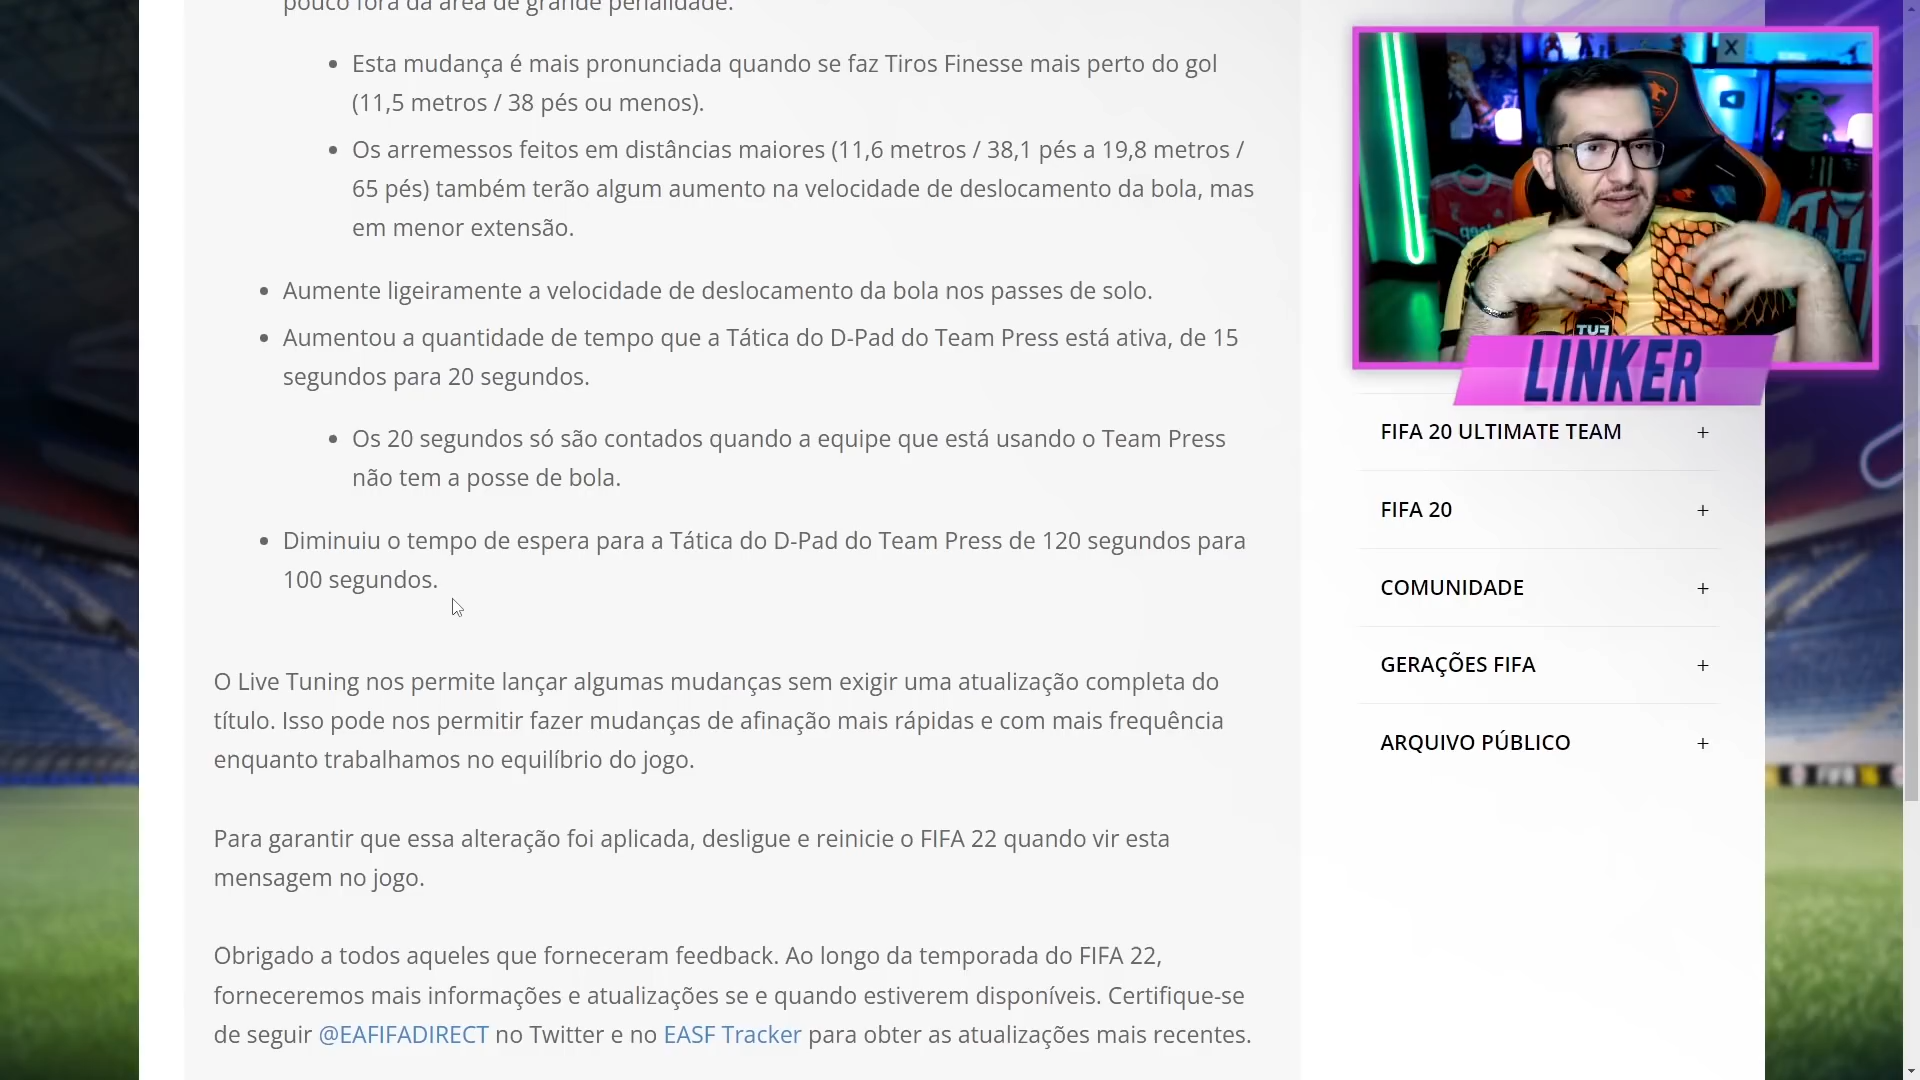 pouco fora da área de grande penalidade.
• Esta mudança é mais pronunciada quando se faz Tiros Finesse mais perto do gol
(11,5 metros / 38 pés ou menos).
• Os arremessos feitos em distâncias maiores (11,6 metros / 38,1 pés a 19,8 metros /
65 pés) também terão algum aumento na velocidade de deslocamento da bola, mas
em menor extensão.
• Aumente ligeiramente a velocidade de deslocamento da bola nos passes de solo.
• Aumentou a quantidade de tempo que a Tática do D-Pad do Team Press está ativa, de 15
segundos para 20 segundos.
• Os 20 segundos só são contados quando a equipe que está usando o Team Press
não tem a posse de bola.
• Diminuiu o tempo de espera para a Tática do D-Pad do Team Press de 120 segundos para
100 segundos.
O Live Tuning nos permite lançar algumas mudanças sem exigir uma atualização completa do
título. Isso pode nos permitir fazer mudanças de afinação mais rápidas e com mais frequência
enquanto trabalhamos no equilíbrio do jogo.
Para garantir que essa alteração foi aplicada, desligue e reinicie o FIFA 22 quando vir esta
mensagem no jogo.
Obrigado a todos aqueles que forneceram feedback. Ao longo da temporada do FIFA 22,
forneceremos mais informações e atualizações se e quando estiverem disponíveis. Certifique-se
de seguir @EAFIFADIRECT no Twitter e no EASF Tracker para obter as atualizações mais recentes.
X
FUT
LINKER
FIFA 20 ULTIMATE TEAM +
FIFA 20 +
COMUNIDADE +
GERAÇÕES FIFA +
ARQUIVO PÚBLICO +